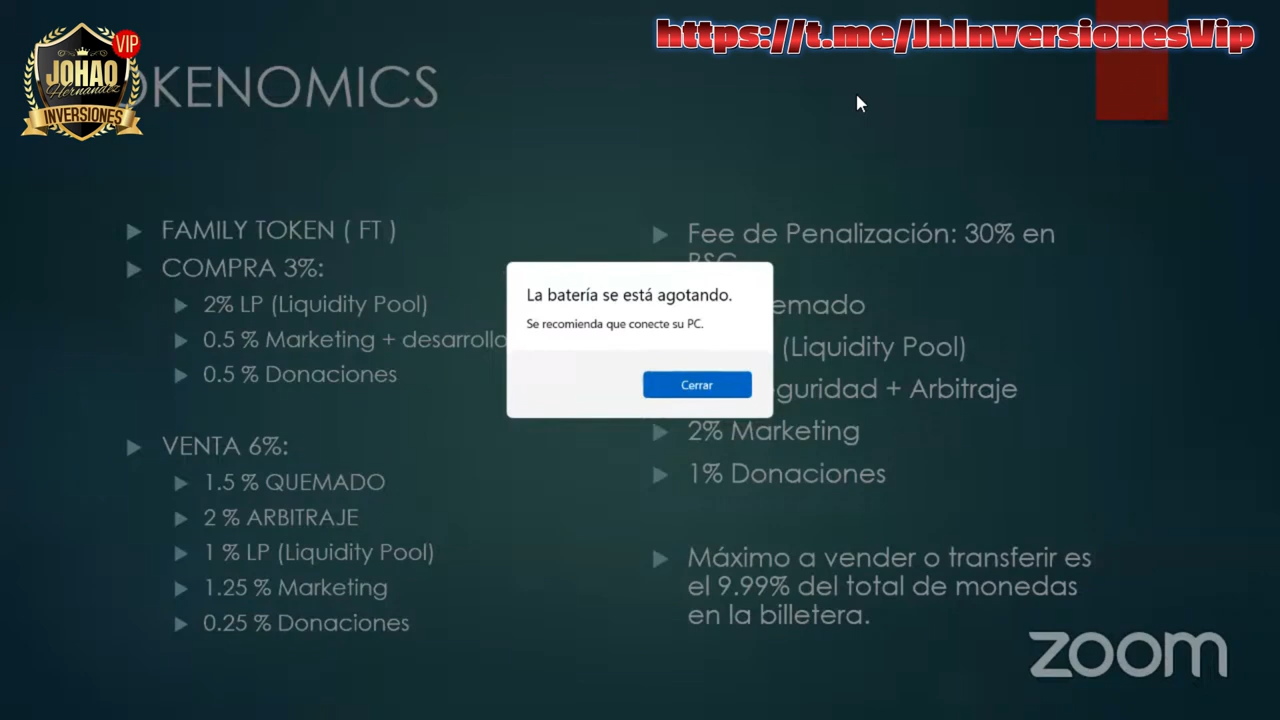 https://t.me/JhInversionesVip
VIP
JOHAO
Hernandez
INVERSIONES
OKENOMICS
FAMILY TOKEN ( FT )
COMPRA 3%:
2% LP (Liquidity Pool)
0.5 % Marketing + desarrollo
0.5 % Donaciones
VENTA 6%:
1.5 % QUEMADO
2 % ARBITRAJE
1 % LP (Liquidity Pool)
1.25 % Marketing
0.25 % Donaciones
Fee de Penalización: 30% en
BSC
emado
(Liquidity Pool)
guridad + Arbitraje
2% Marketing
1% Donaciones
Máximo a vender o transferir es
el 9.99% del total de monedas
en la billetera.
La batería se está agotando.
Se recomienda que conecte su PC.
Cerrar
zoom